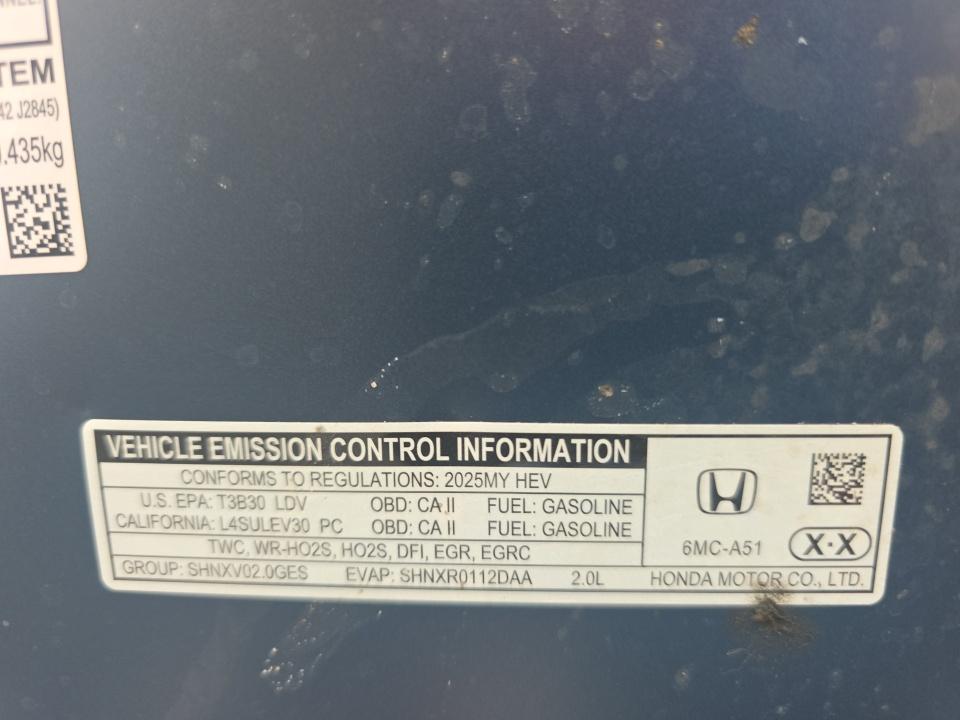 TEM
42 J2845)
.435kg
VEHICLE EMISSION CONTROL INFORMATION
CONFORMS TO REGULATIONS: 2025MY HEV
U.S. EPA: T3B30 LDV OBD: CA II FUEL: GASOLINE
CALIFORNIA: L4SULEV30 PC OBD: CA II FUEL: GASOLINE
TWC, WR-HO2S, HO2S, DFI, EGR, EGRC
GROUP: SHNXV02.0GES EVAP: SHNXR0112DAA 2.0L
6MC-A51 X·X
HONDA MOTOR CO., LTD.